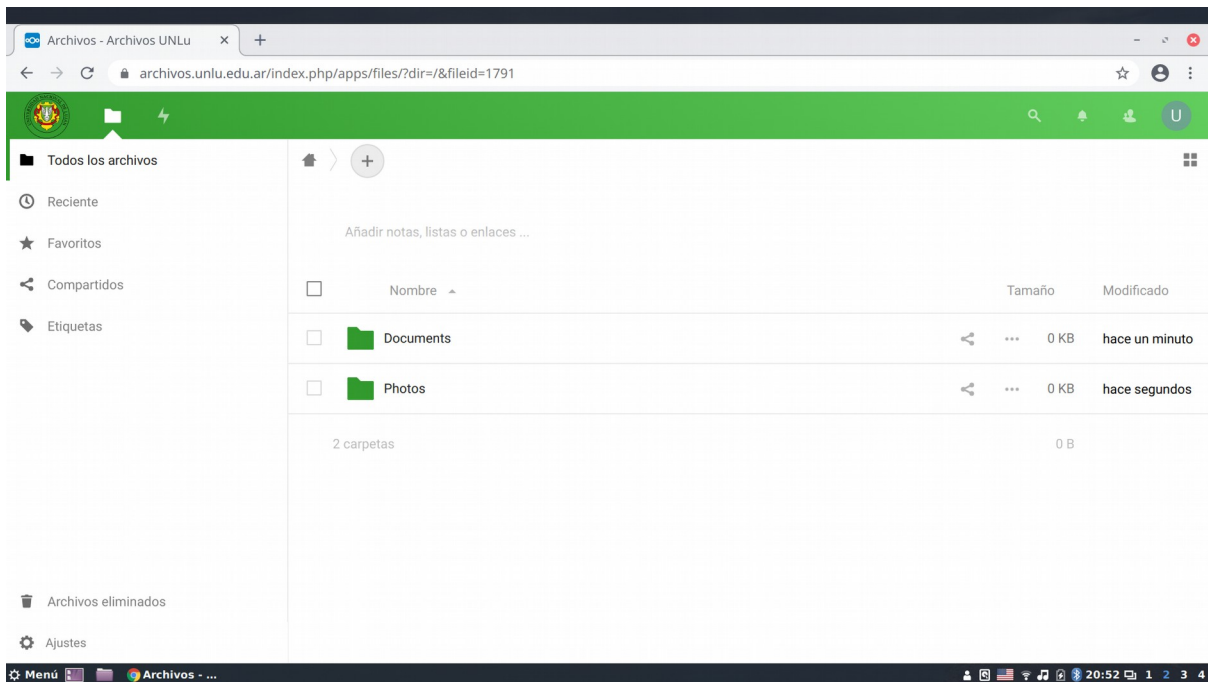 Archivos - Archivos UNLu
archivos.unlu.edu.ar/index.php/apps/files/?dir=/&fileid=1791
U
Todos los archivos
Reciente
Favoritos
Compartidos
Etiquetas
Añadir notas, listas o enlaces ...
Nombre Tamaño Modificado
Documents 0 KB hace un minuto
Photos 0 KB hace segundos
2 carpetas 0 B
Archivos eliminados
Ajustes
Menú Archivos - ... 20:52 1 2 3 4